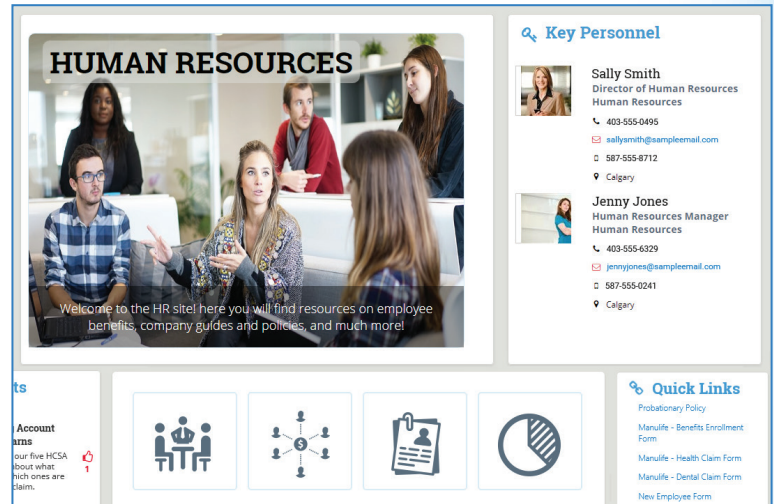 HUMAN RESOURCES
Welcome to the HR site! here you will find resources on employee
benefits, company guides and policies, and much more!
Key Personnel
Sally Smith
Director of Human Resources
Human Resources
403-555-0495
sallysmith@sampleemail.com
587-555-8712
Calgary
Jenny Jones
Human Resources Manager
Human Resources
403-555-6329
jennyjones@sampleemail.com
587-555-0241
Calgary
ts
Account
arns
our five HCSA
about what
hich ones are
claim.
1
$
Quick Links
Probationary Policy
Manulife - Benefits Enrollment
Form
Manulife - Health Claim Form
Manulife - Dental Claim Form
New Employee Form